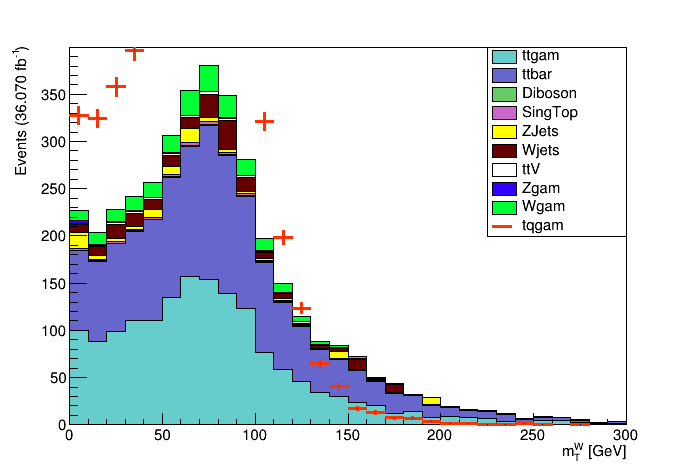 Events (36.070 fb⁻¹)
350
300
250
200
150
100
50
0
0 50 100 150 200 250 300
m_T^W [GeV]
ttgam
ttbar
Diboson
SingTop
ZJets
Wjets
ttV
Zgam
Wgam
tqgam